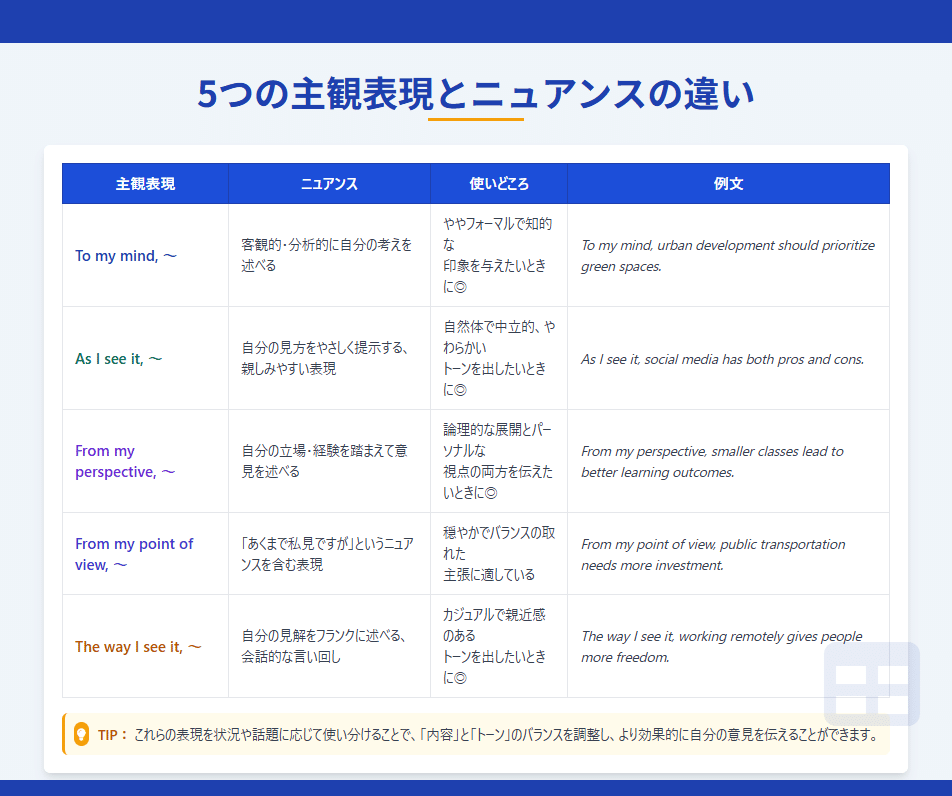 5つの主観表現とニュアンスの違い
主観表現
ニュアンス
使いどころ
例文
To my mind, 〜
客観的・分析的に自分の考えを
述べる
ややフォーマルで知的
な
印象を与えたいとき
に◎
To my mind, urban development should prioritize
green spaces.
As I see it, 〜
自分の見方をやさしく提示する、
親しみやすい表現
自然体で中立的、や
わらかい
トーンを出したいとき
に◎
As I see it, social media has both pros and cons.
From my
perspective, 〜
自分の立場・経験を踏まえて意
見を述べる
論理的な展開とパー
ソナルな
視点の両方を伝えた
いときに◎
From my perspective, smaller classes lead to
better learning outcomes.
From my point of
view, 〜
「あくまで私見ですが」というニュア
ンスを含む表現
穏やかでバランスの取
れた
主張に適している
From my point of view, public transportation
needs more investment.
The way I see it, 〜
自分の見解をフランクに述べる、
会話的な言い回し
カジュアルで親近感
のある
トーンを出したいとき
に◎
The way I see it, working remotely gives people
more freedom.
TIP： これらの表現を状況や話題に応じて使い分けることで、「内容」と「トーン」のバランスを調整し、より効果的に自分の意見を伝えることができます。